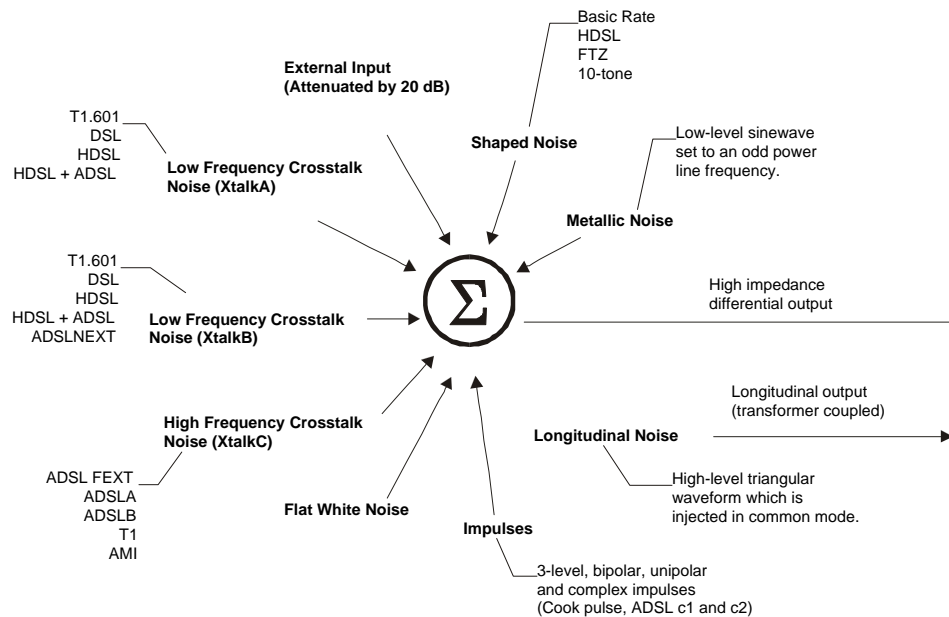 Basic Rate
HDSL
FTZ
10-tone
External Input
(Attenuated by 20 dB)
Shaped Noise
Low-level sinewave
set to an odd power
line frequency.
Metallic Noise
T1.601
DSL
HDSL
HDSL + ADSL
Low Frequency Crosstalk
Noise (XtalkA)
T1.601
DSL
HDSL
HDSL + ADSL
ADSLNEXT
Low Frequency Crosstalk
Noise (XtalkB)
Σ
High impedance
differential output
High Frequency Crosstalk
Noise (XtalkC)
ADSL FEXT
ADSLA
ADSLB
T1
AMI
Flat White Noise
Impulses
3-level, bipolar, unipolar
and complex impulses
(Cook pulse, ADSL c1 and c2)
Longitudinal output
(transformer coupled)
Longitudinal Noise
High-level triangular
waveform which is
injected in common mode.